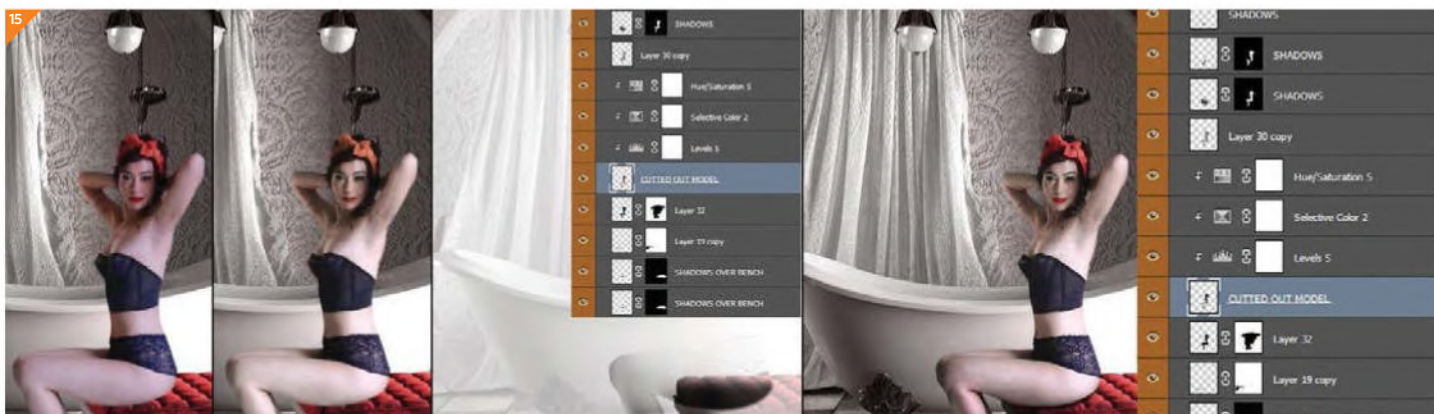 15
SHADOWS
Layer 30 copy
Hue/Saturation 5
Selective Color 2
Levels 5
CUTTED OUT MODEL
Layer 32
Layer 19 copy
SHADOWS OVER BENCH
SHADOWS OVER BENCH
SHADOWS
SHADOWS
SHADOWS
Layer 30 copy
Hue/Saturation 5
Selective Color 2
Levels 5
CUTTED OUT MODEL
Layer 32
Layer 19 copy